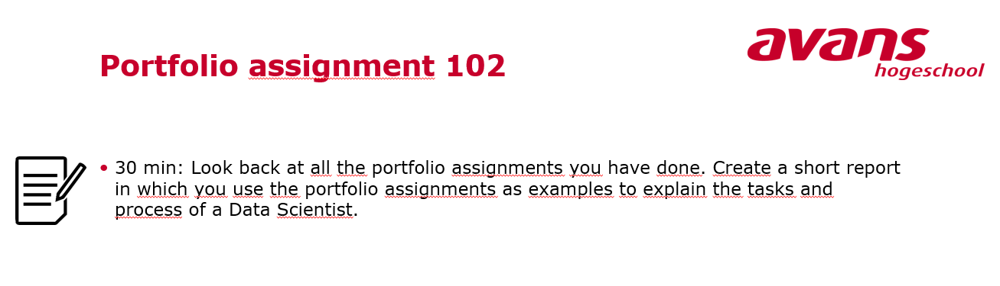 avans
hogeschool
Portfolio assignment 102
• 30 min: Look back at all the portfolio assignments you have done. Create a short report
in which you use the portfolio assignments as examples to explain the tasks and
process of a Data Scientist.